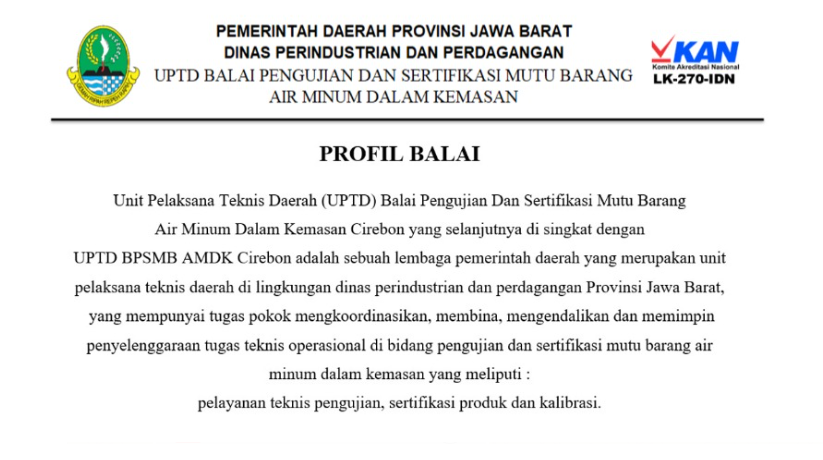 PEMERINTAH DAERAH PROVINSI JAWA BARAT
DINAS PERINDUSTRIAN DAN PERDAGANGAN
UPTD BALAI PENGUJIAN DAN SERTIFIKASI MUTU BARANG
AIR MINUM DALAM KEMASAN
KAN
Komite Akreditasi Nasional
LK-270-IDN
PROFIL BALAI
Unit Pelaksana Teknis Daerah (UPTD) Balai Pengujian Dan Sertifikasi Mutu Barang
Air Minum Dalam Kemasan Cirebon yang selanjutnya di singkat dengan
UPTD BPSMB AMDK Cirebon adalah sebuah lembaga pemerintah daerah yang merupakan unit
pelaksana teknis daerah di lingkungan dinas perindustrian dan perdagangan Provinsi Jawa Barat,
yang mempunyai tugas pokok mengkoordinasikan, membina, mengendalikan dan memimpin
penyelenggaraan tugas teknis operasional di bidang pengujian dan sertifikasi mutu barang air
minum dalam kemasan yang meliputi :
pelayanan teknis pengujian, sertifikasi produk dan kalibrasi.